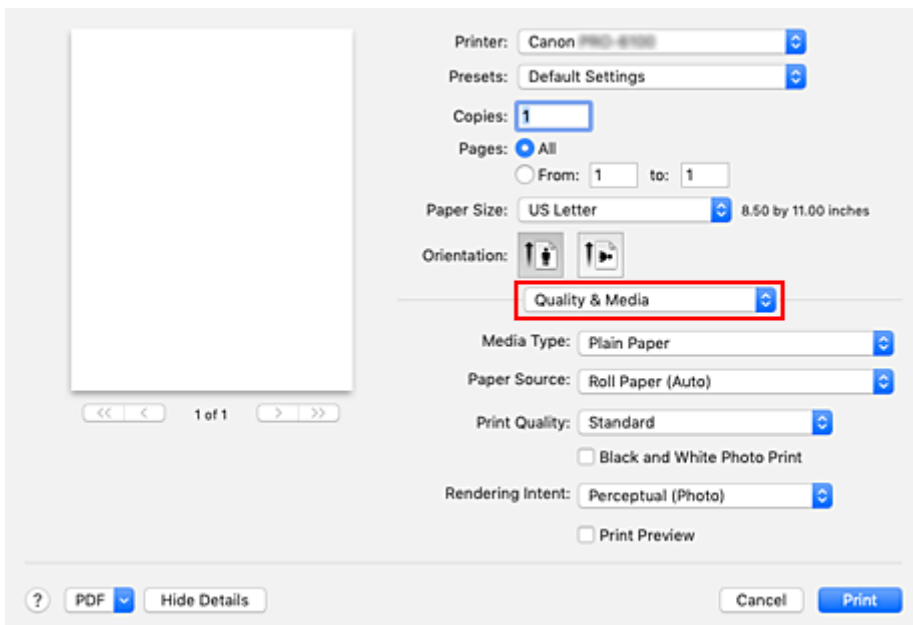 Printer: Canon
Presets: Default Settings
Copies: 1
Pages: All
From: 1 to: 1
Paper Size: US Letter 8.50 by 11.00 inches
Orientation:
Quality & Media
Media Type: Plain Paper
Paper Source: Roll Paper (Auto)
<< < 1 of 1 > >>
Print Quality: Standard
Black and White Photo Print
Rendering Intent: Perceptual (Photo)
Print Preview
? PDF Hide Details Cancel Print